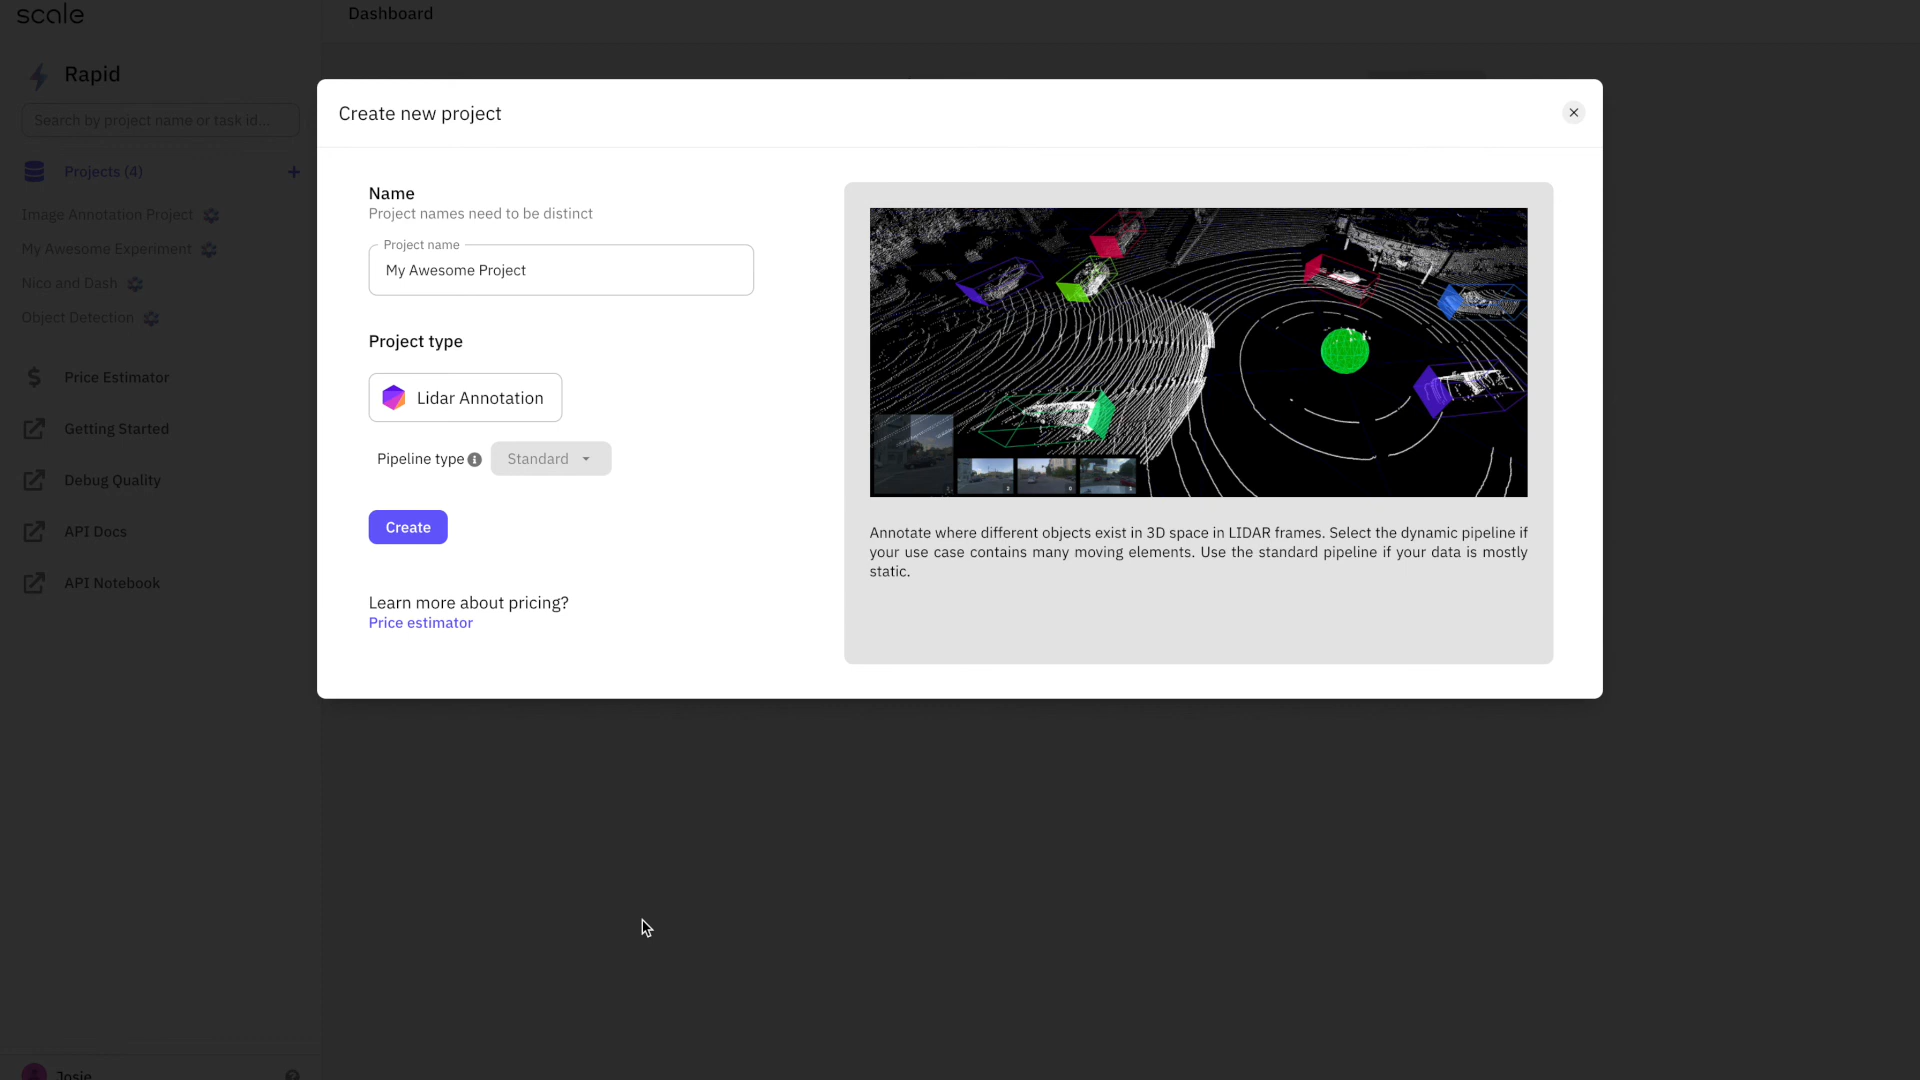 scale
Dashboard
Rapid
Search by project name or task id...
Projects (4)
Image Annotation Project
My Awesome Experiment
Nico and Dash
Object Detection
Price Estimator
Getting Started
Debug Quality
API Docs
API Notebook
Josie
Create new project
Name
Project names need to be distinct
Project name
My Awesome Project
Project type
Lidar Annotation
Pipeline type
Standard
Create
Learn more about pricing?
Price estimator
Annotate where different objects exist in 3D space in LIDAR frames. Select the dynamic pipeline if
your use case contains many moving elements. Use the standard pipeline if your data is mostly
static.